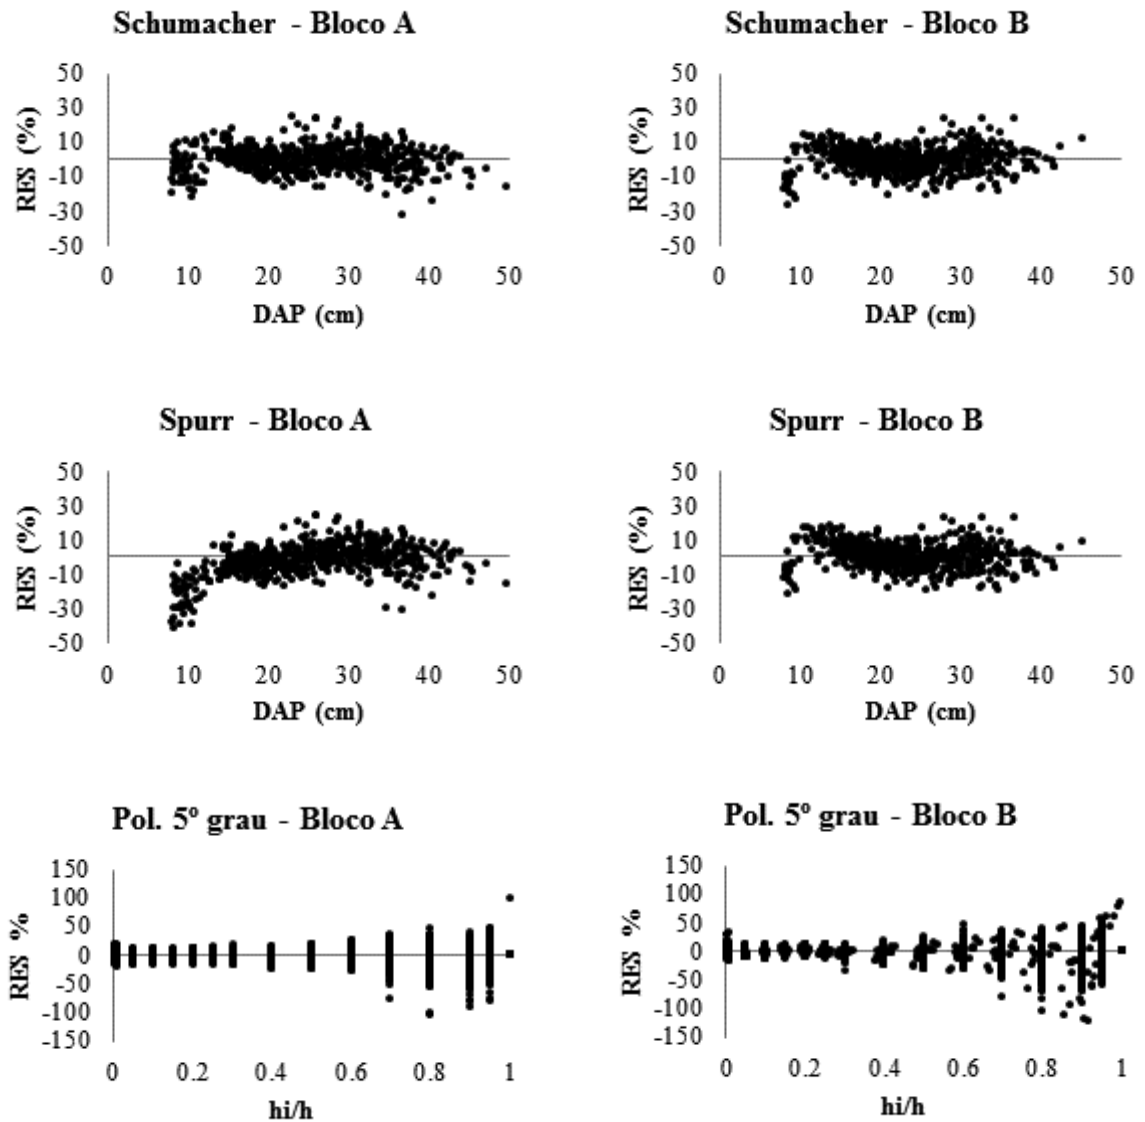 Schumacher - Bloco A
50
30
10
-10
-30
-50
RES (%)
0 10 20 30 40 50
DAP (cm)
Schumacher - Bloco B
50
30
10
-10
-30
-50
RES (%)
0 10 20 30 40 50
DAP (cm)
Spurr - Bloco A
50
30
10
-10
-30
-50
RES (%)
0 10 20 30 40 50
DAP (cm)
Spurr - Bloco B
50
30
10
-10
-30
-50
RES (%)
0 10 20 30 40 50
DAP (cm)
Pol. 5º grau - Bloco A
150
100
50
0
-50
-100
-150
RES %
0 0.2 0.4 0.6 0.8 1
hi/h
Pol. 5º grau - Bloco B
150
100
50
0
-50
-100
-150
RES %
0 0.2 0.4 0.6 0.8 1
hi/h